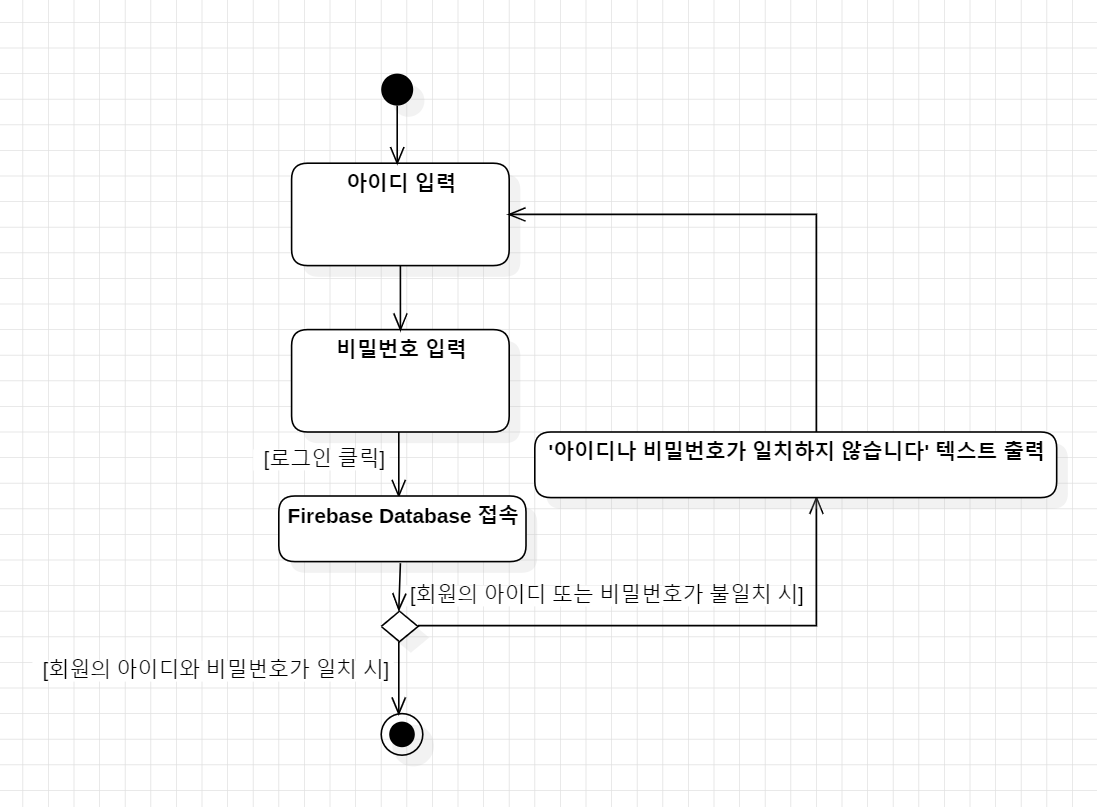 아이디 입력
비밀번호 입력
[로그인 클릭]
'아이디나 비밀번호가 일치하지 않습니다' 텍스트 출력
Firebase Database 접속
[회원의 아이디 또는 비밀번호가 불일치 시]
[회원의 아이디와 비밀번호가 일치 시]